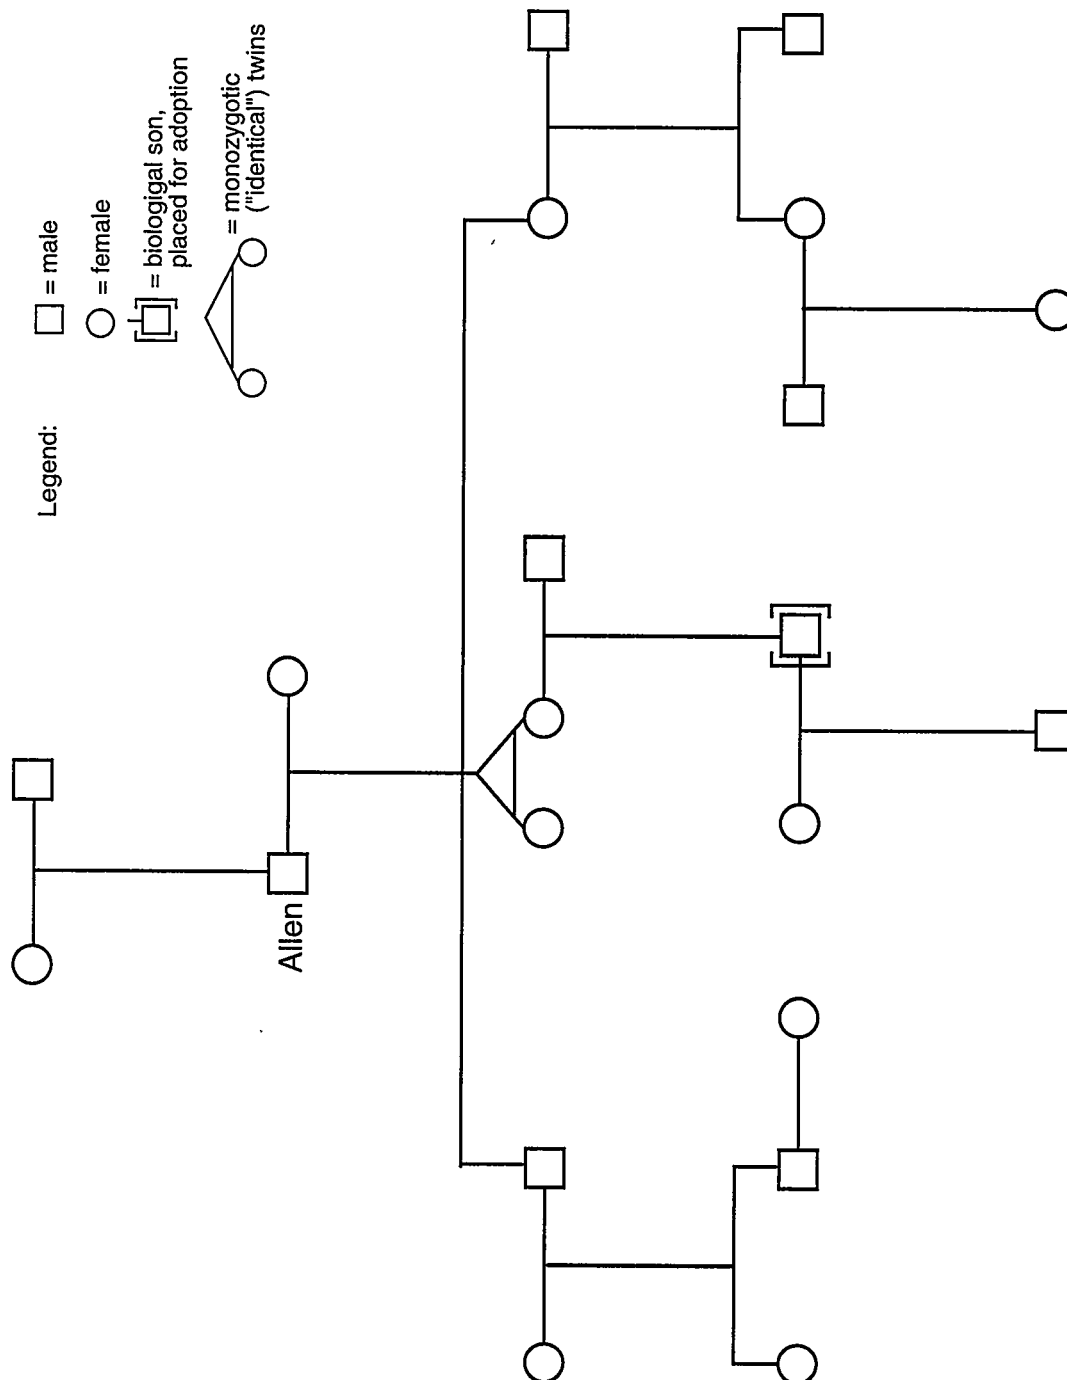 Legend:
= male
= female
= biologigal son,
placed for adoption
= monozygotic
("identical") twins
Allen